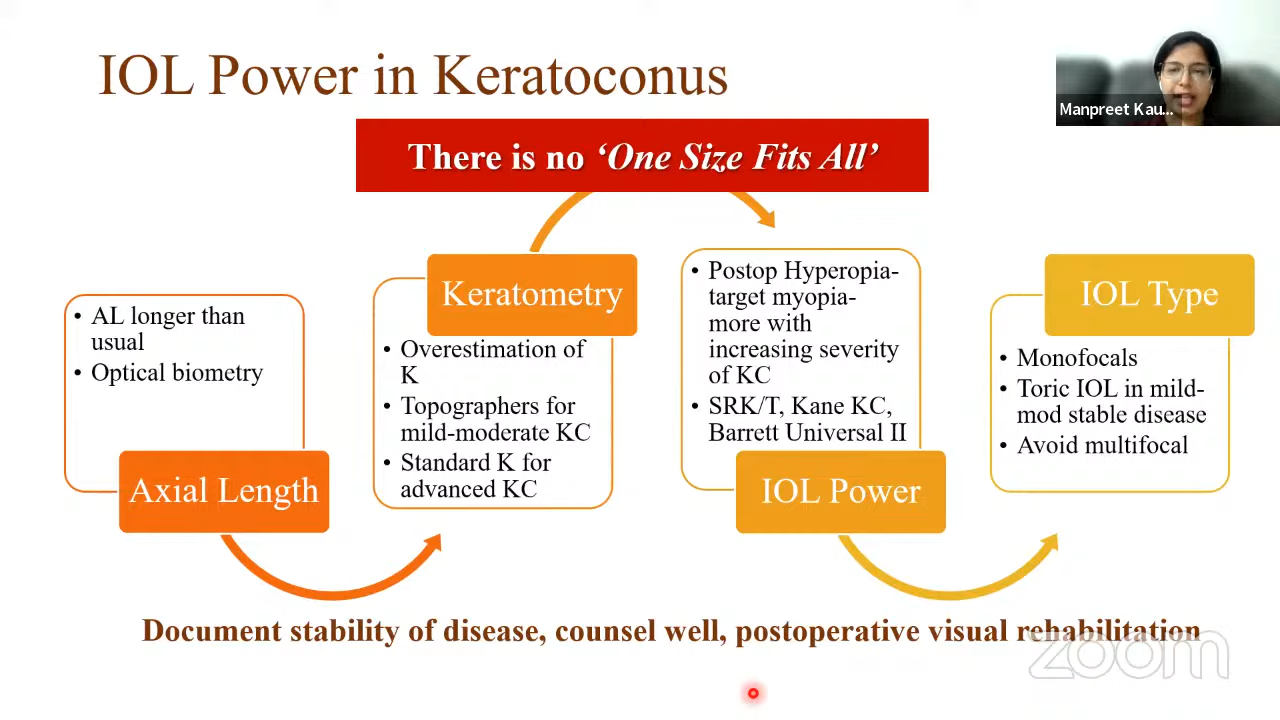 IOL Power in Keratoconus
Manpreet Kau...
There is no ‘One Size Fits All’
• AL longer than
usual
• Optical biometry
Axial Length
Keratometry
• Overestimation of
K
• Topographers for
mild-moderate KC
• Standard K for
advanced KC
• Postop Hyperopia-
target myopia-
more with
increasing severity
of KC
• SRK/T, Kane KC,
Barrett Universal II
IOL Power
IOL Type
• Monofocals
• Toric IOL in mild-
mod stable disease
• Avoid multifocal
Document stability of disease, counsel well, postoperative visual rehabilitation
zoom